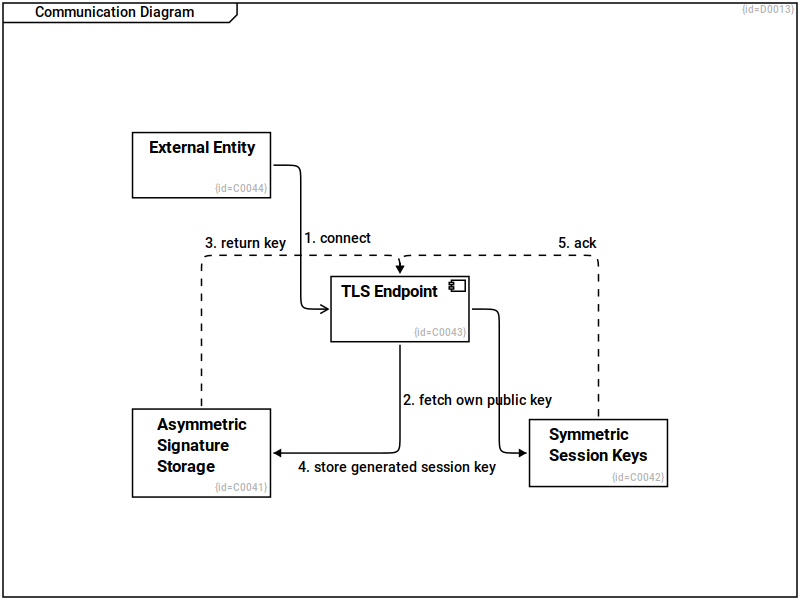 Communication Diagram
{id=D0013}
External Entity
{id=C0044}
3. return key
1. connect
5. ack
TLS Endpoint
{id=C0043}
2. fetch own public key
Asymmetric
Signature
Storage
{id=C0041}
4. store generated session key
Symmetric
Session Keys
{id=C0042}